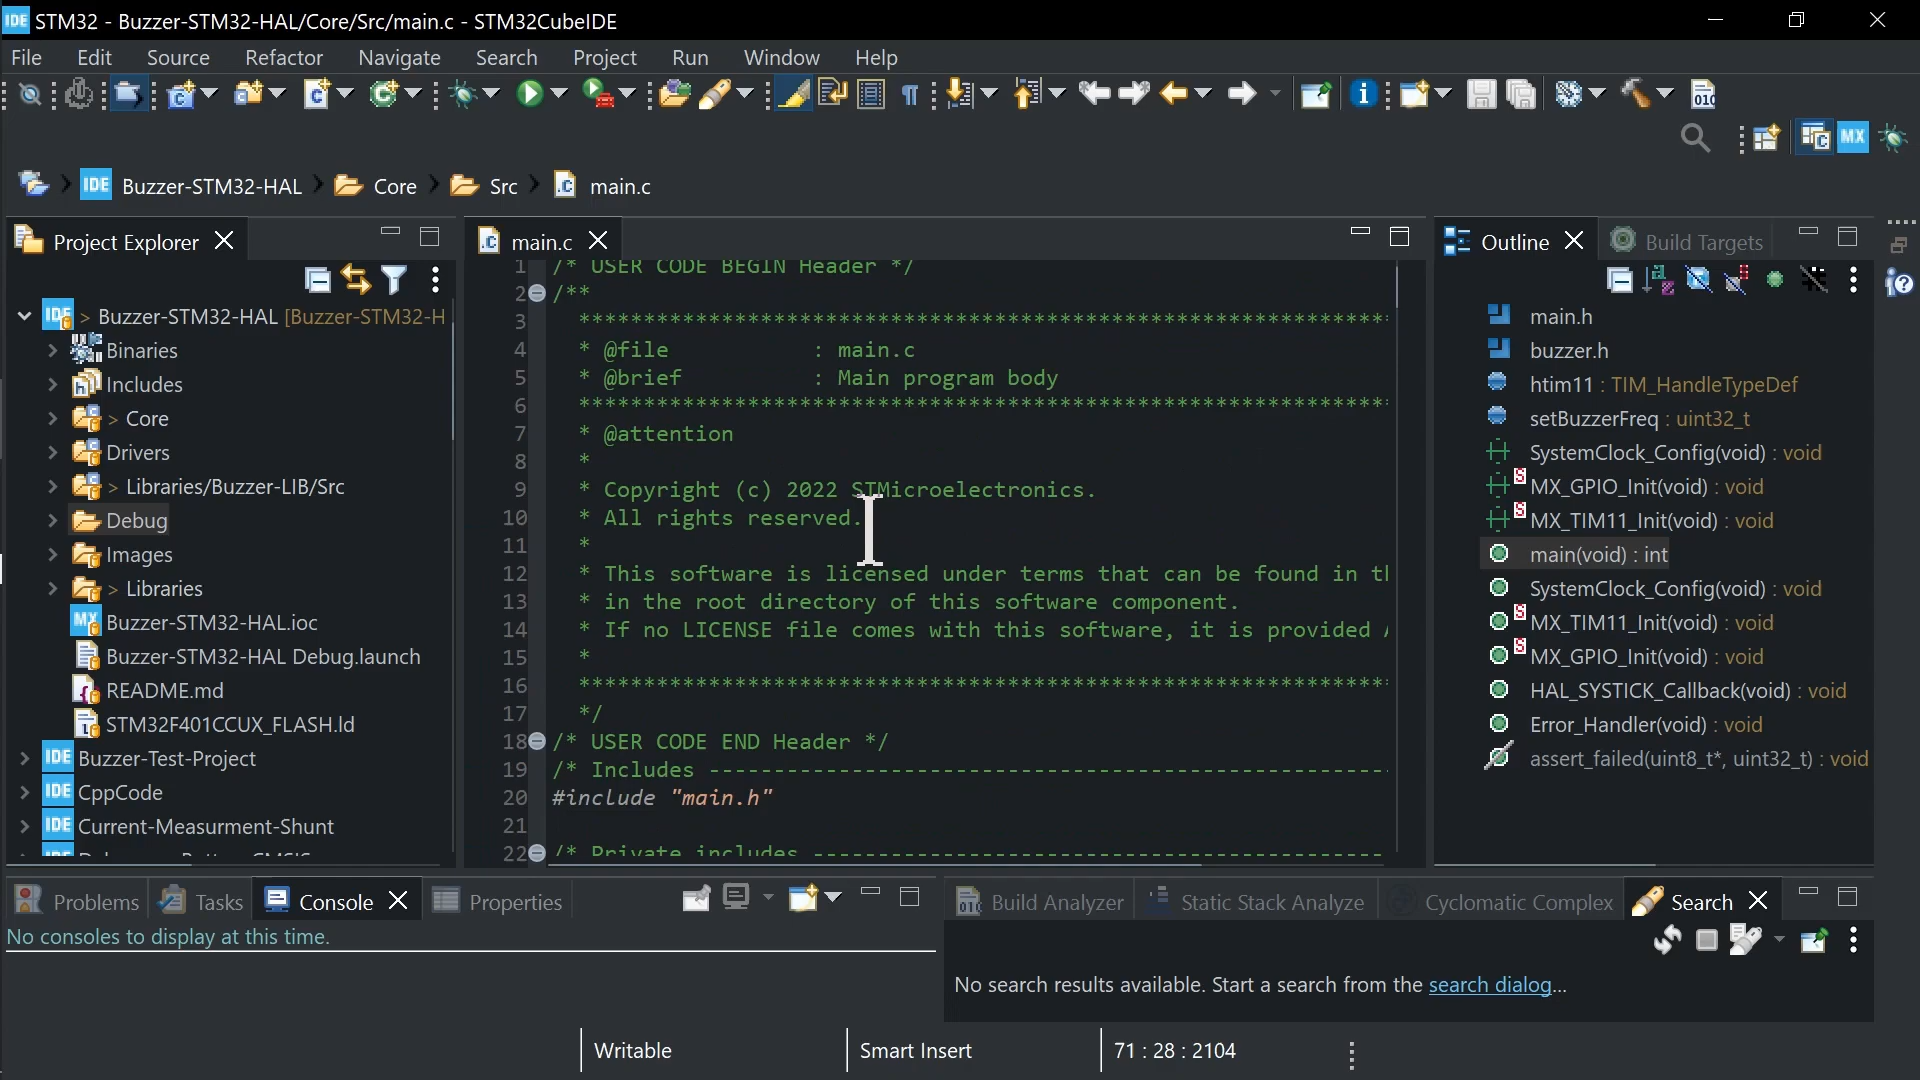 IDE STM32 - Buzzer-STM32-HAL/Core/Src/main.c - STM32CubeIDE
File Edit Source Refactor Navigate Search Project Run Window Help
MX
IDE Buzzer-STM32-HAL Core Src main.c
Project Explorer
> Buzzer-STM32-HAL [Buzzer-STM32-H
Binaries
Includes
> Core
Drivers
> Libraries/Buzzer-LIB/Src
Debug
Images
> Libraries
Buzzer-STM32-HAL.ioc
Buzzer-STM32-HAL Debug.launch
README.md
STM32F401CCUX_FLASH.ld
IDE Buzzer-Test-Project
IDE CppCode
IDE Current-Measurment-Shunt
main.c
1 /* USER CODE BEGIN Header */
2 /**
3 ******************************************************************************
4 * @file : main.c
5 * @brief : Main program body
6 ******************************************************************************
7 * @attention
8 *
9 * Copyright (c) 2022 STMicroelectronics.
10 * All rights reserved.
11 *
12 * This software is licensed under terms that can be found in th
13 * in the root directory of this software component.
14 * If no LICENSE file comes with this software, it is provided A
15 *
16 ******************************************************************************
17 */
18 /* USER CODE END Header */
19 /* Includes ------------------------------------------------------------------
20 #include "main.h"
21
22 /* Private includes ----------------------------------------------------------
Outline Build Targets
main.h
buzzer.h
htim11 : TIM_HandleTypeDef
setBuzzerFreq : uint32_t
SystemClock_Config(void) : void
MX_GPIO_Init(void) : void
MX_TIM11_Init(void) : void
main(void) : int
SystemClock_Config(void) : void
MX_TIM11_Init(void) : void
MX_GPIO_Init(void) : void
HAL_SYSTICK_Callback(void) : void
Error_Handler(void) : void
assert_failed(uint8_t*, uint32_t) : void
Problems Tasks Console Properties
No consoles to display at this time.
Build Analyzer Static Stack Analyze Cyclomatic Complex Search
No search results available. Start a search from the search dialog...
Writable Smart Insert 71 : 28 : 2104